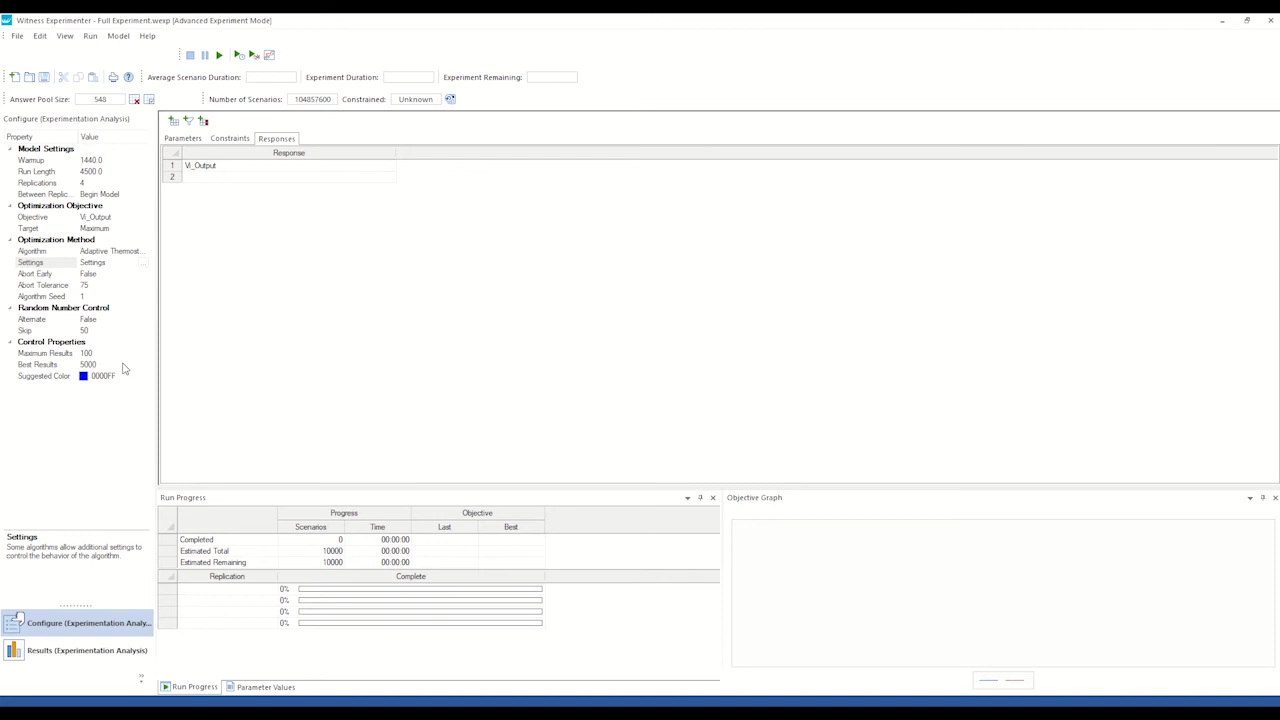 Witness Experimenter - Full Experiment.wexp [Advanced Experiment Mode]
File Edit View Run Model Help
Average Scenario Duration: Experiment Duration: Experiment Remaining:
Answer Pool Size: 548 Number of Scenarios: 104857600 Constrained: Unknown
Configure (Experimentation Analysis)
Property Value
Model Settings
Warmup 1440.0
Run Length 4500.0
Replications 4
Between Replic... Begin Model
Optimization Objective
Objective Vi_Output
Target Maximum
Optimization Method
Algorithm Adaptive Thermost...
Settings Settings ...
Abort Early False
Abort Tolerance 75
Algorithm Seed 1
Random Number Control
Alternate False
Skip 50
Control Properties
Maximum Results 100
Best Results 5000
Suggested Color 0000FF
Parameters Constraints Responses
Response
1 Vi_Output
2
Settings
Some algorithms allow additional settings to
control the behavior of the algorithm.
Configure (Experimentation Analy...
Results (Experimentation Analysis)
Run Progress
Progress Objective
Scenarios Time Last Best
Completed 0 00:00:00
Estimated Total 10000 00:00:00
Estimated Remaining 10000 00:00:00
Replication Complete
0%
0%
0%
0%
Run Progress Parameter Values
Objective Graph